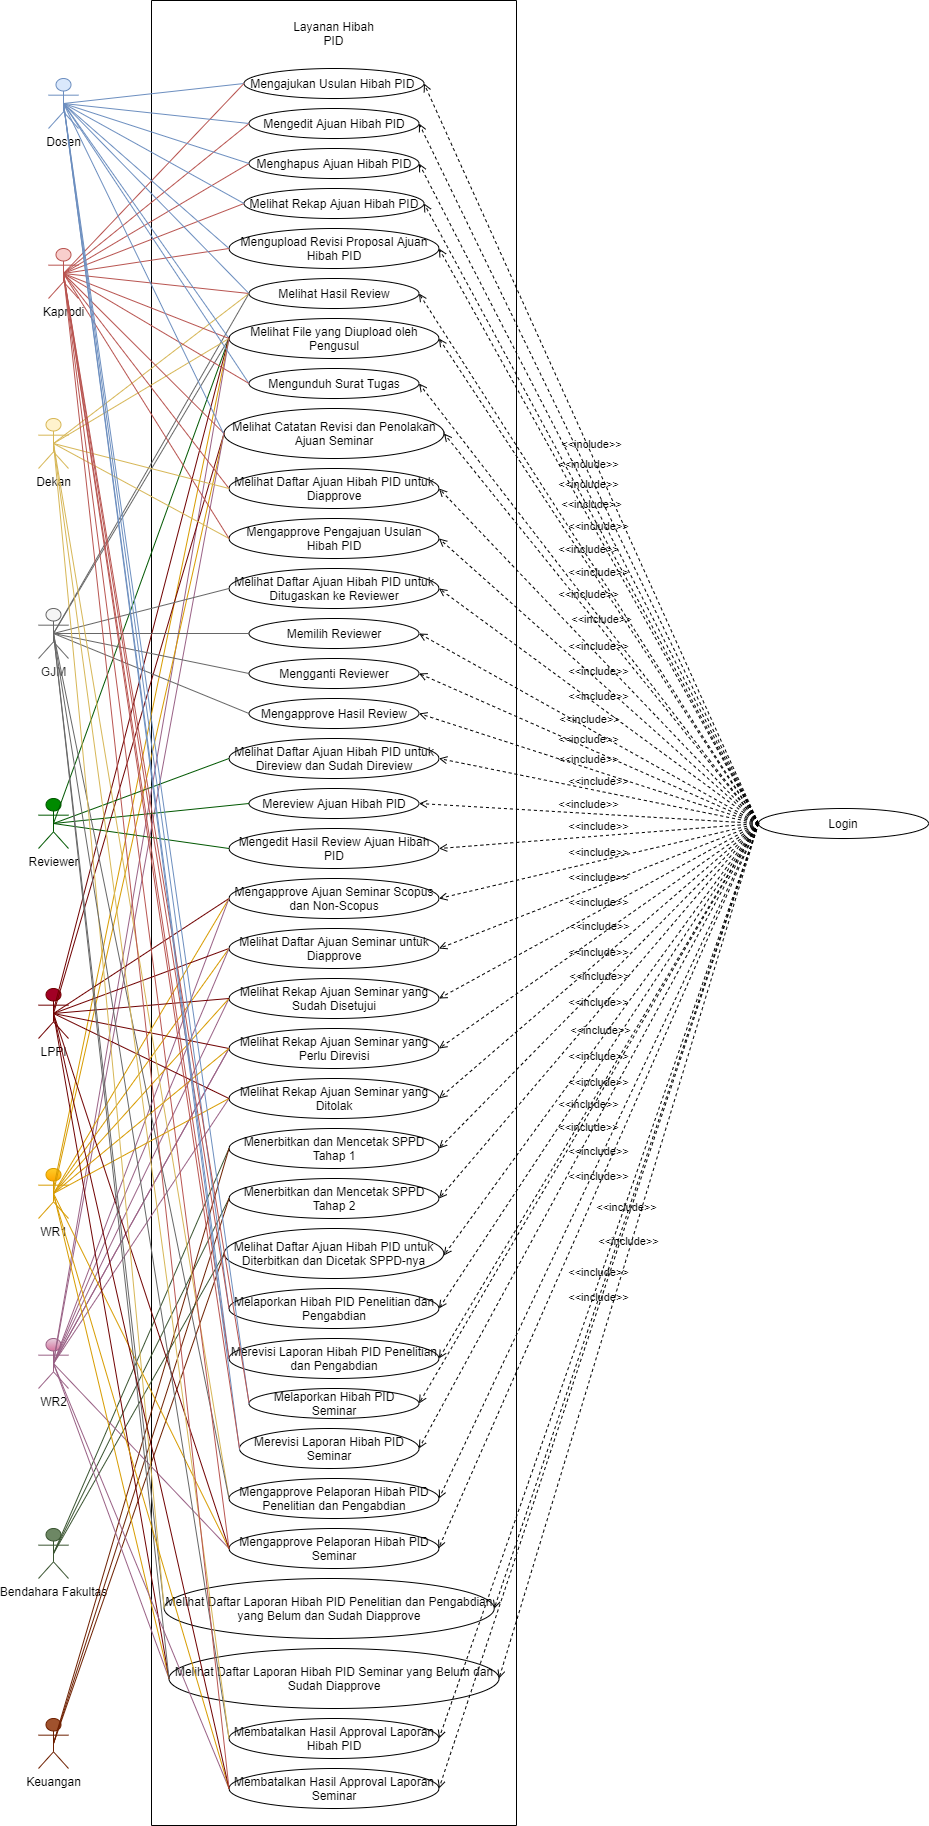 Layanan Hibah
PID
Mengajukan Usulan Hibah PID
Mengedit Ajuan Hibah PID
Dosen
Menghapus Ajuan Hibah PID
Melihat Rekap Ajuan Hibah PID
Mengupload Revisi Proposal Ajuan
Hibah PID
Melihat Hasil Review
Kaprodi
Melihat File yang Diupload oleh
Pengusul
Mengunduh Surat Tugas
Melihat Catatan Revisi dan Penolakan
Ajuan Seminar
<<include>>
<<include>>
Dekan
Melihat Daftar Ajuan Hibah PID untuk
Diapprove
<<include>>
<<include>>
<<include>>
Mengapprove Pengajuan Usulan
Hibah PID
<<include>>
<<include>>
Melihat Daftar Ajuan Hibah PID untuk
Ditugaskan ke Reviewer
<<include>>
<<include>>
Memilih Reviewer
<<include>>
GJM
Mengganti Reviewer
<<include>>
<<include>>
Mengapprove Hasil Review
<<include>>
<<include>>
Melihat Daftar Ajuan Hibah PID untuk
Direview dan Sudah Direview
<<include>>
<<include>>
Mereview Ajuan Hibah PID
<<include>>
Login
<<include>>
Mengedit Hasil Review Ajuan Hibah
PID
<<include>>
Reviewer
<<include>>
Mengapprove Ajuan Seminar Scopus
dan Non-Scopus
<<include>>
<<include>>
Melihat Daftar Ajuan Seminar untuk
Diapprove
<<include>>
<<include>>
Melihat Rekap Ajuan Seminar yang
Sudah Disetujui
<<include>>
<<include>>
Melihat Rekap Ajuan Seminar yang
Perlu Direvisi
LPPI
<<include>>
<<include>>
Melihat Rekap Ajuan Seminar yang
Ditolak
<<include>>
<<include>>
Menerbitkan dan Mencetak SPPD
Tahap 1
<<include>>
<<include>>
Menerbitkan dan Mencetak SPPD
Tahap 2
<<include>>
WR1
<<include>>
Melihat Daftar Ajuan Hibah PID untuk
Diterbitkan dan Dicetak SPPD-nya
<<include>>
<<include>>
Melaporkan Hibah PID Penelitian dan
Pengabdian
Merevisi Laporan Hibah PID Penelitian
dan Pengabdian
Melaporkan Hibah PID
Seminar
WR2
Merevisi Laporan Hibah PID
Seminar
Mengapprove Pelaporan Hibah PID
Penelitian dan Pengabdian
Mengapprove Pelaporan Hibah PID
Seminar
Bendahara Fakultas
Melihat Daftar Laporan Hibah PID Penelitian dan Pengabdian
yang Belum dan Sudah Diapprove
Melihat Daftar Laporan Hibah PID Seminar yang Belum dan
Sudah Diapprove
Membatalkan Hasil Approval Laporan
Hibah PID
Keuangan
Membatalkan Hasil Approval Laporan
Seminar